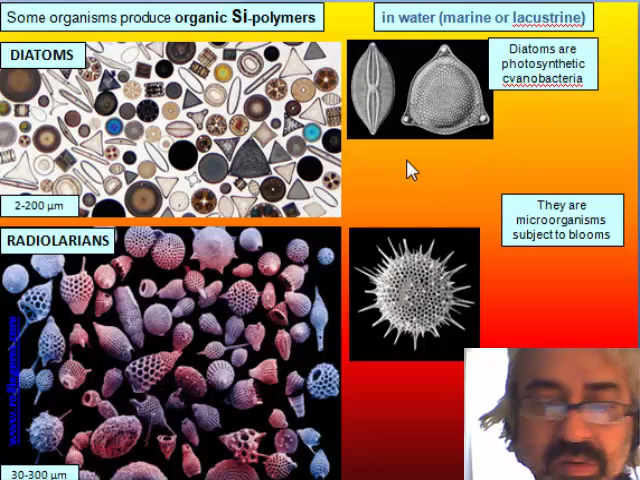 Some organisms produce organic Si-polymers
in water (marine or lacustrine)
DIATOMS
Diatoms are
photosynthetic
cyanobacteria
2-200 µm
They are
microorganisms
subject to blooms
RADIOLARIANS
30-300 µm